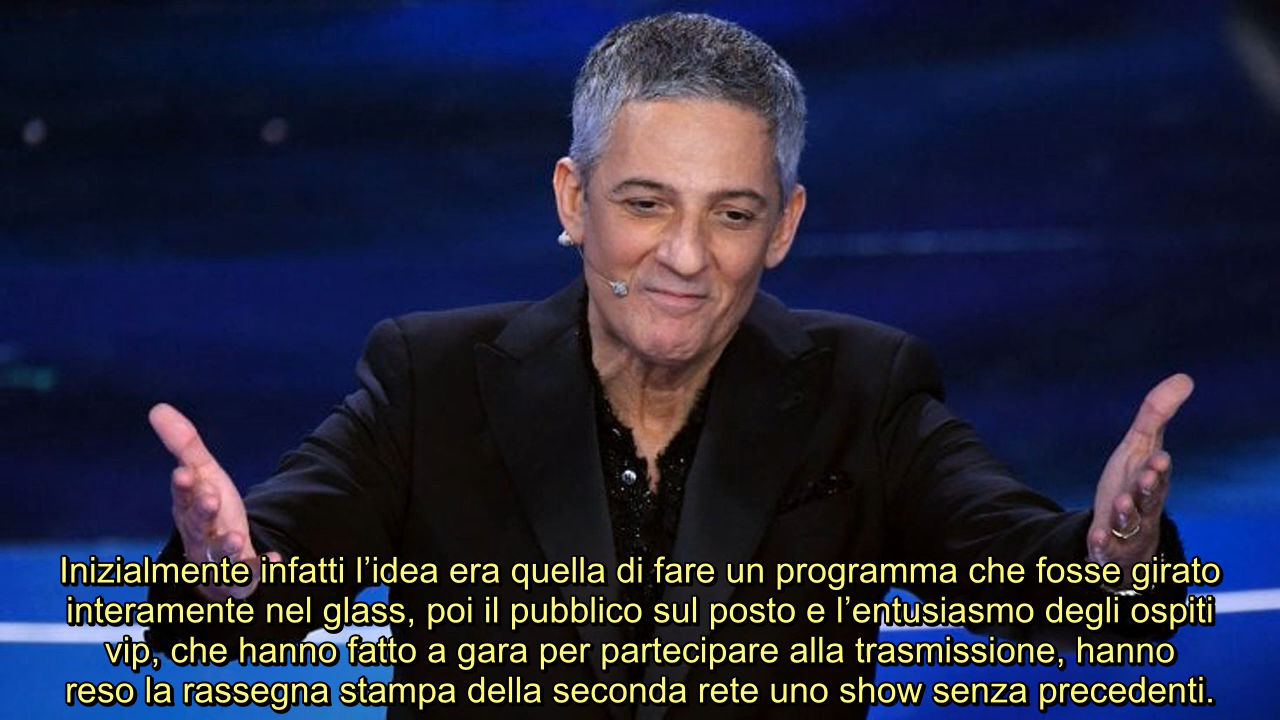 Inizialmente infatti l’idea era quella di fare un programma che fosse girato
interamente nel glass, poi il pubblico sul posto e l’entusiasmo degli ospiti
vip, che hanno fatto a gara per partecipare alla trasmissione, hanno
reso la rassegna stampa della seconda rete uno show senza precedenti.